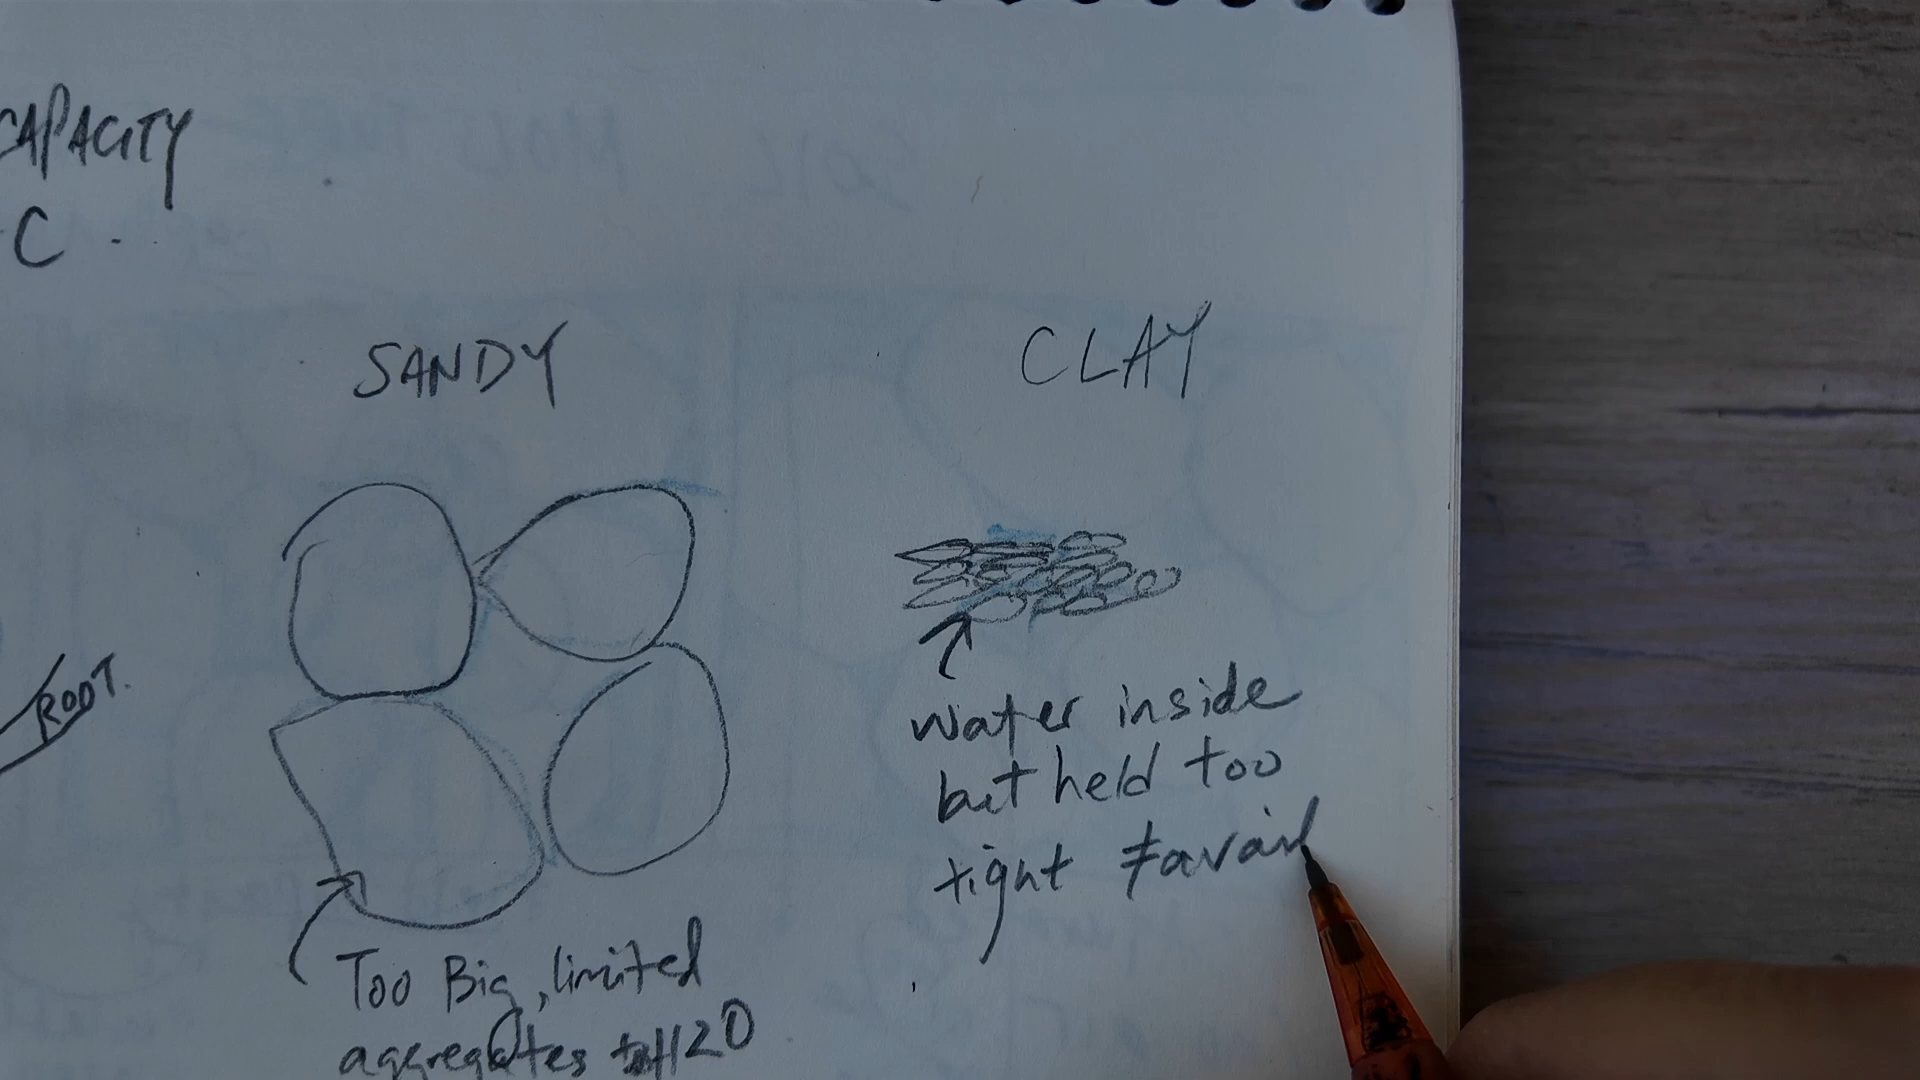 CAPACITY
C .
SANDY
CLAY
ROOT.
water inside
but held too
tight ≠ avail
Too Big, limited
aggregates H2O